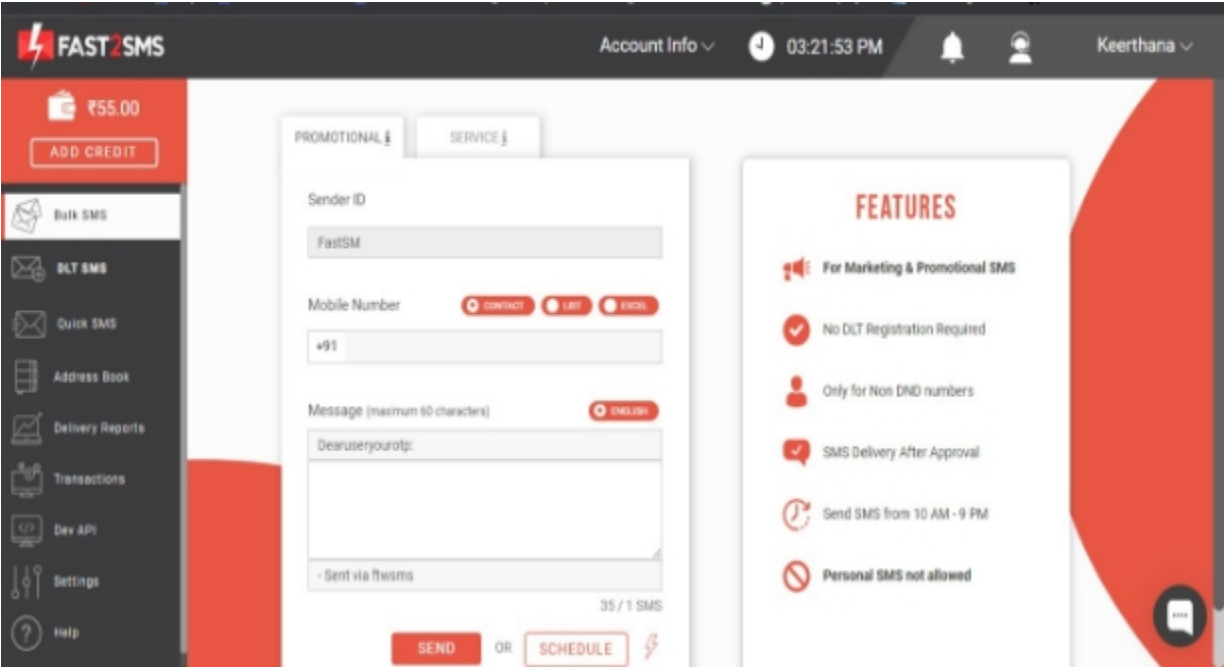 FAST2SMS
Account Info
03:21:53 PM
Keerthana
₹55.00
ADD CREDIT
Bulk SMS
DLT SMS
Quick SMS
Address Book
Delivery Reports
Transactions
Dev API
Settings
Help
PROMOTIONAL
SERVICE
Sender ID
FastSM
Mobile Number
CONTACT
LIST
EXCEL
+91
Message (maximum 60 characters)
ENGLISH
Dearuseryourotp:
- Sent via ftwsms
35 / 1 SMS
SEND OR SCHEDULE
FEATURES
For Marketing & Promotional SMS
No DLT Registration Required
Only for Non DND numbers
SMS Delivery After Approval
Send SMS from 10 AM - 9 PM
Personal SMS not allowed